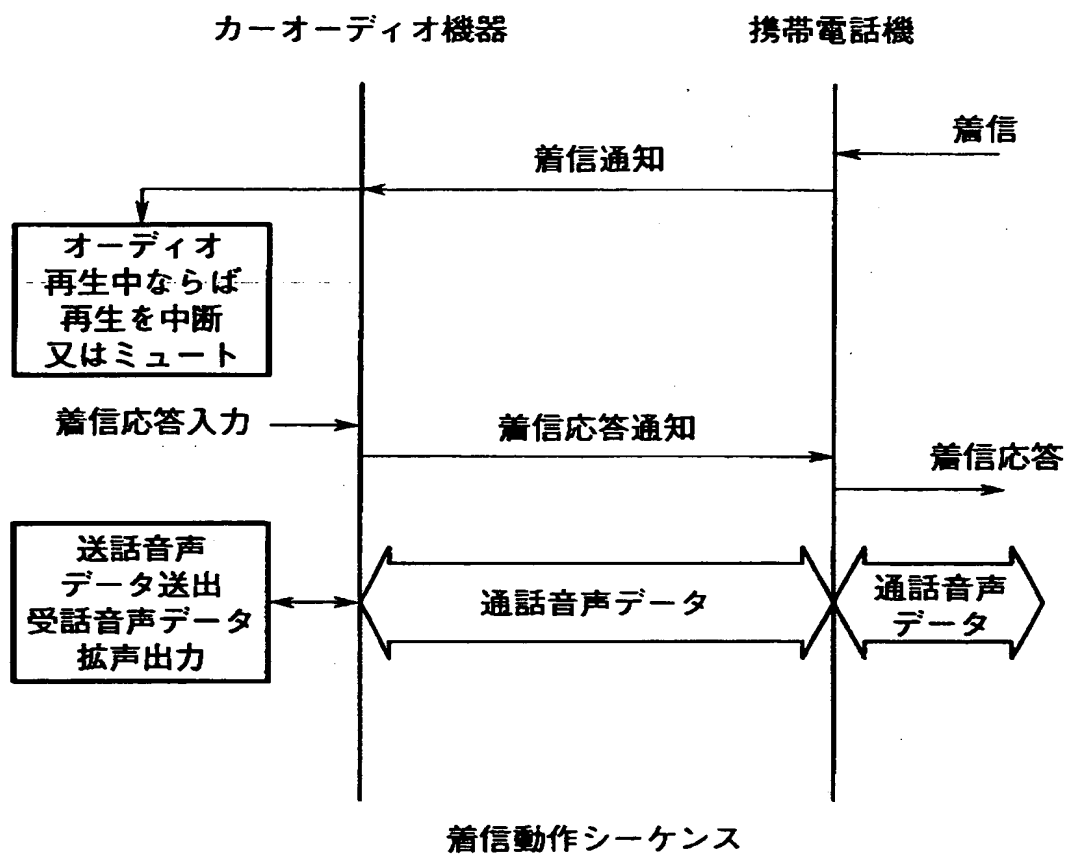 カーオーディオ機器
携帯電話機
着信
着信通知
オーディオ
再生中ならば
再生を中断
又はミュート
着信応答入力
着信応答通知
着信応答
送話音声
データ送出
受話音声データ
拡声出力
通話音声データ
通話音声
データ
着信動作シーケンス